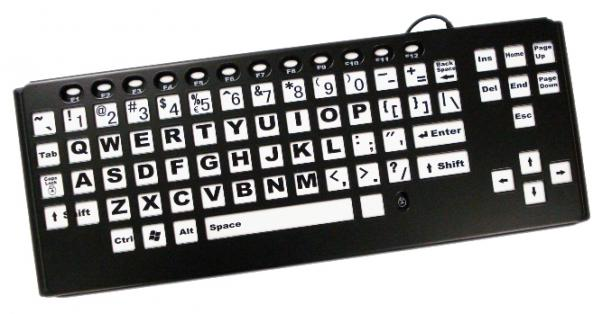 F1 F2 F3 F4 F5 F6 F7 F8 F9 F10 F11 F12
~ ` ! 1 @ 2 # 3 $ 4 % € 5 ^ 6 & 7 * 8 ( 9 ) 0 _ - + = Back Space
Tab Q W E R T Y U I O P { [ } ] | \
Caps Lock A S D F G H J K L : ; " ' Enter
Shift Z X C V B N M < , > . ? / Shift
Ctrl Alt Space
Ins Home Page Up
Del End Page Down
Esc